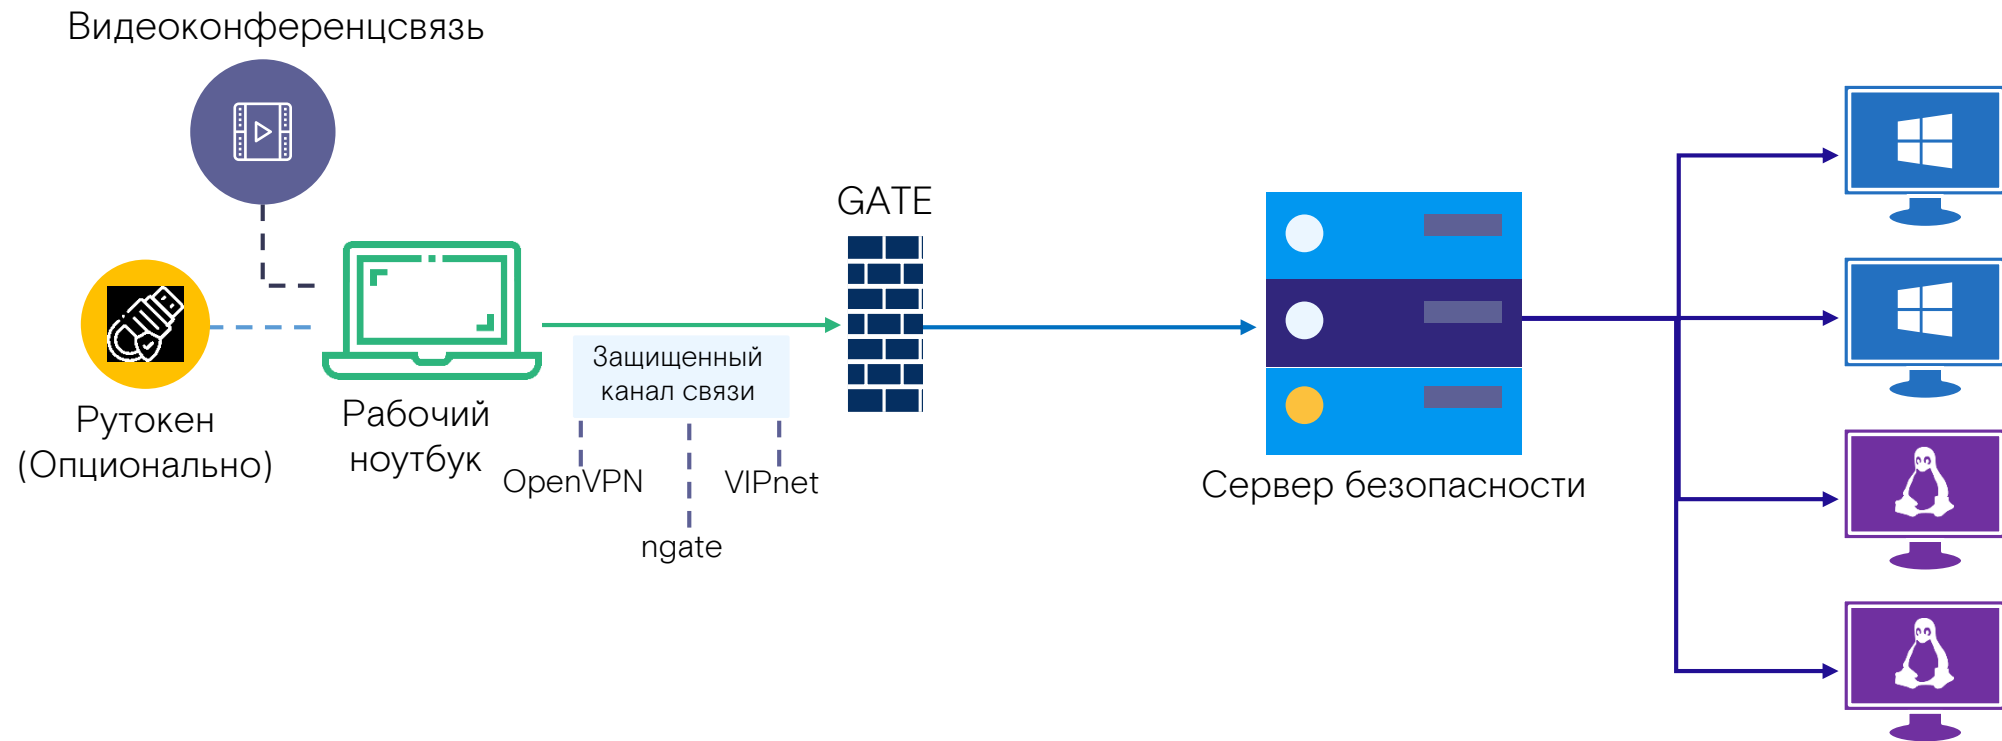 Видеоконференцсвязь
GATE
Рутокен
(Опционально)
Рабочий
ноутбук
Защищенный
канал связи
OpenVPN
VIPnet
ngate
Сервер безопасности